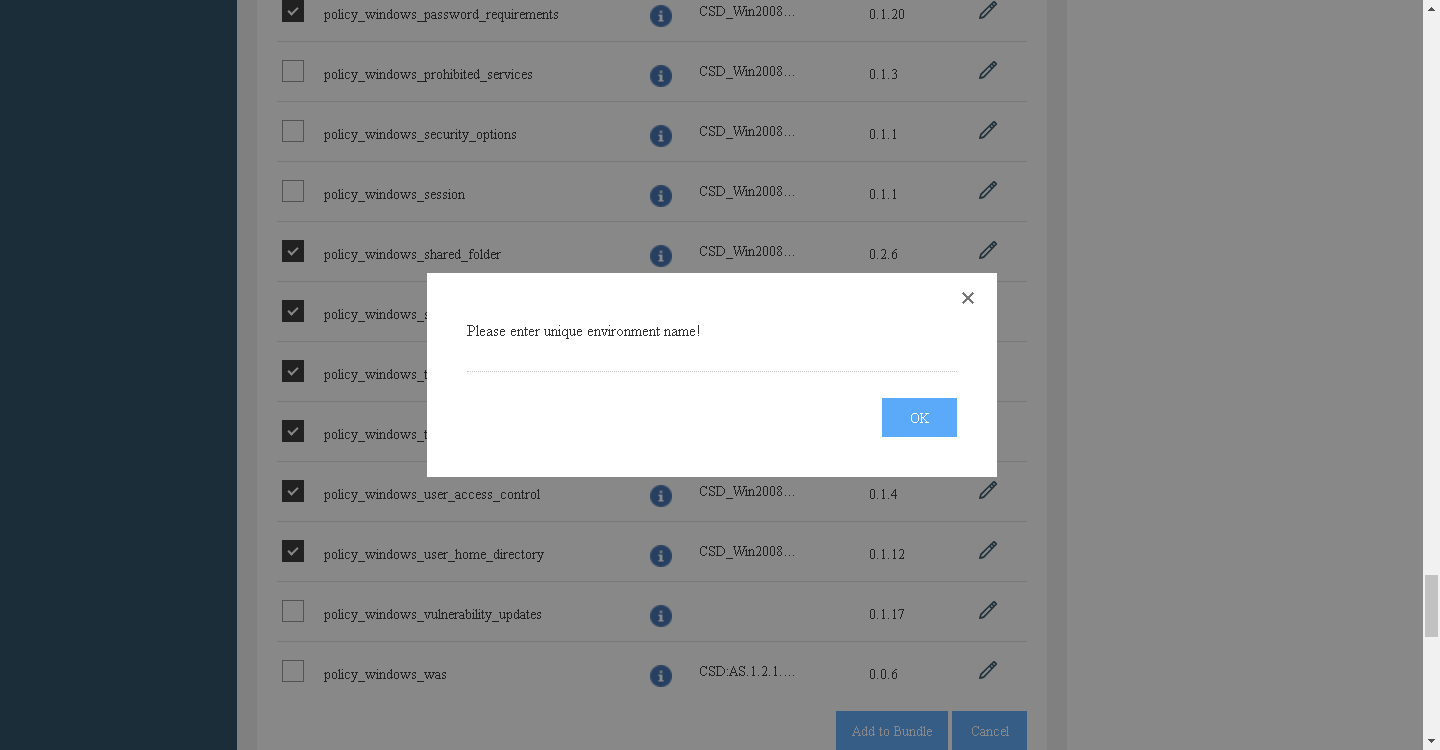 policy_windows_password_requirements CSD_Win2008... 0.1.20
policy_windows_prohibited_services CSD_Win2008... 0.1.3
policy_windows_security_options CSD_Win2008... 0.1.1
policy_windows_session CSD_Win2008... 0.1.1
policy_windows_shared_folder CSD_Win2008... 0.2.6
policy_windows_s
Please enter unique environment name!
policy_windows_t
OK
policy_windows_t
policy_windows_user_access_control CSD_Win2008... 0.1.4
policy_windows_user_home_directory CSD_Win2008... 0.1.12
policy_windows_vulnerability_updates 0.1.17
policy_windows_was CSD:AS.1.2.1.... 0.0.6
Add to Bundle Cancel